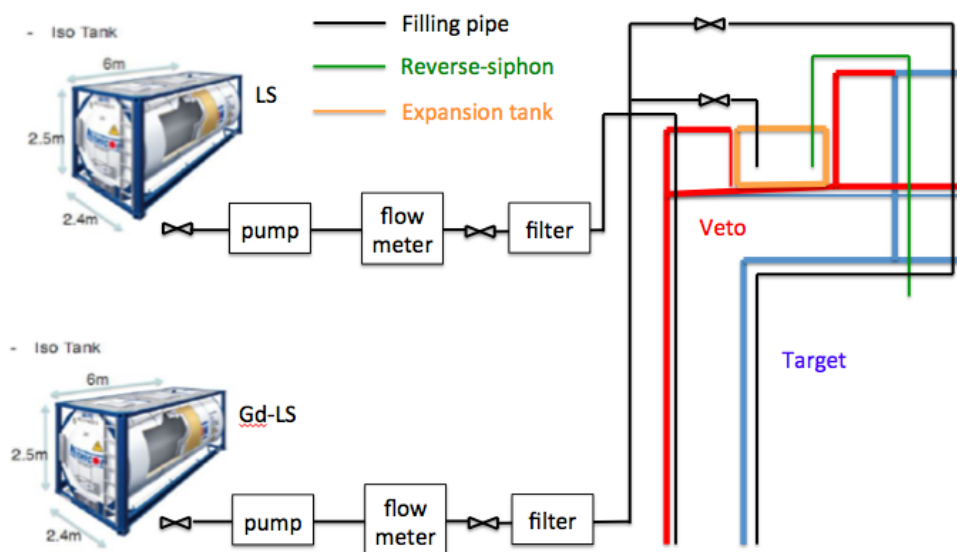 - Iso Tank
6m
2.5m
2.4m
LS
Filling pipe
Reverse-siphon
Expansion tank
pump
flow
meter
filter
Veto
Target
- Iso Tank
6m
2.5m
2.4m
Gd-LS
pump
flow
meter
filter